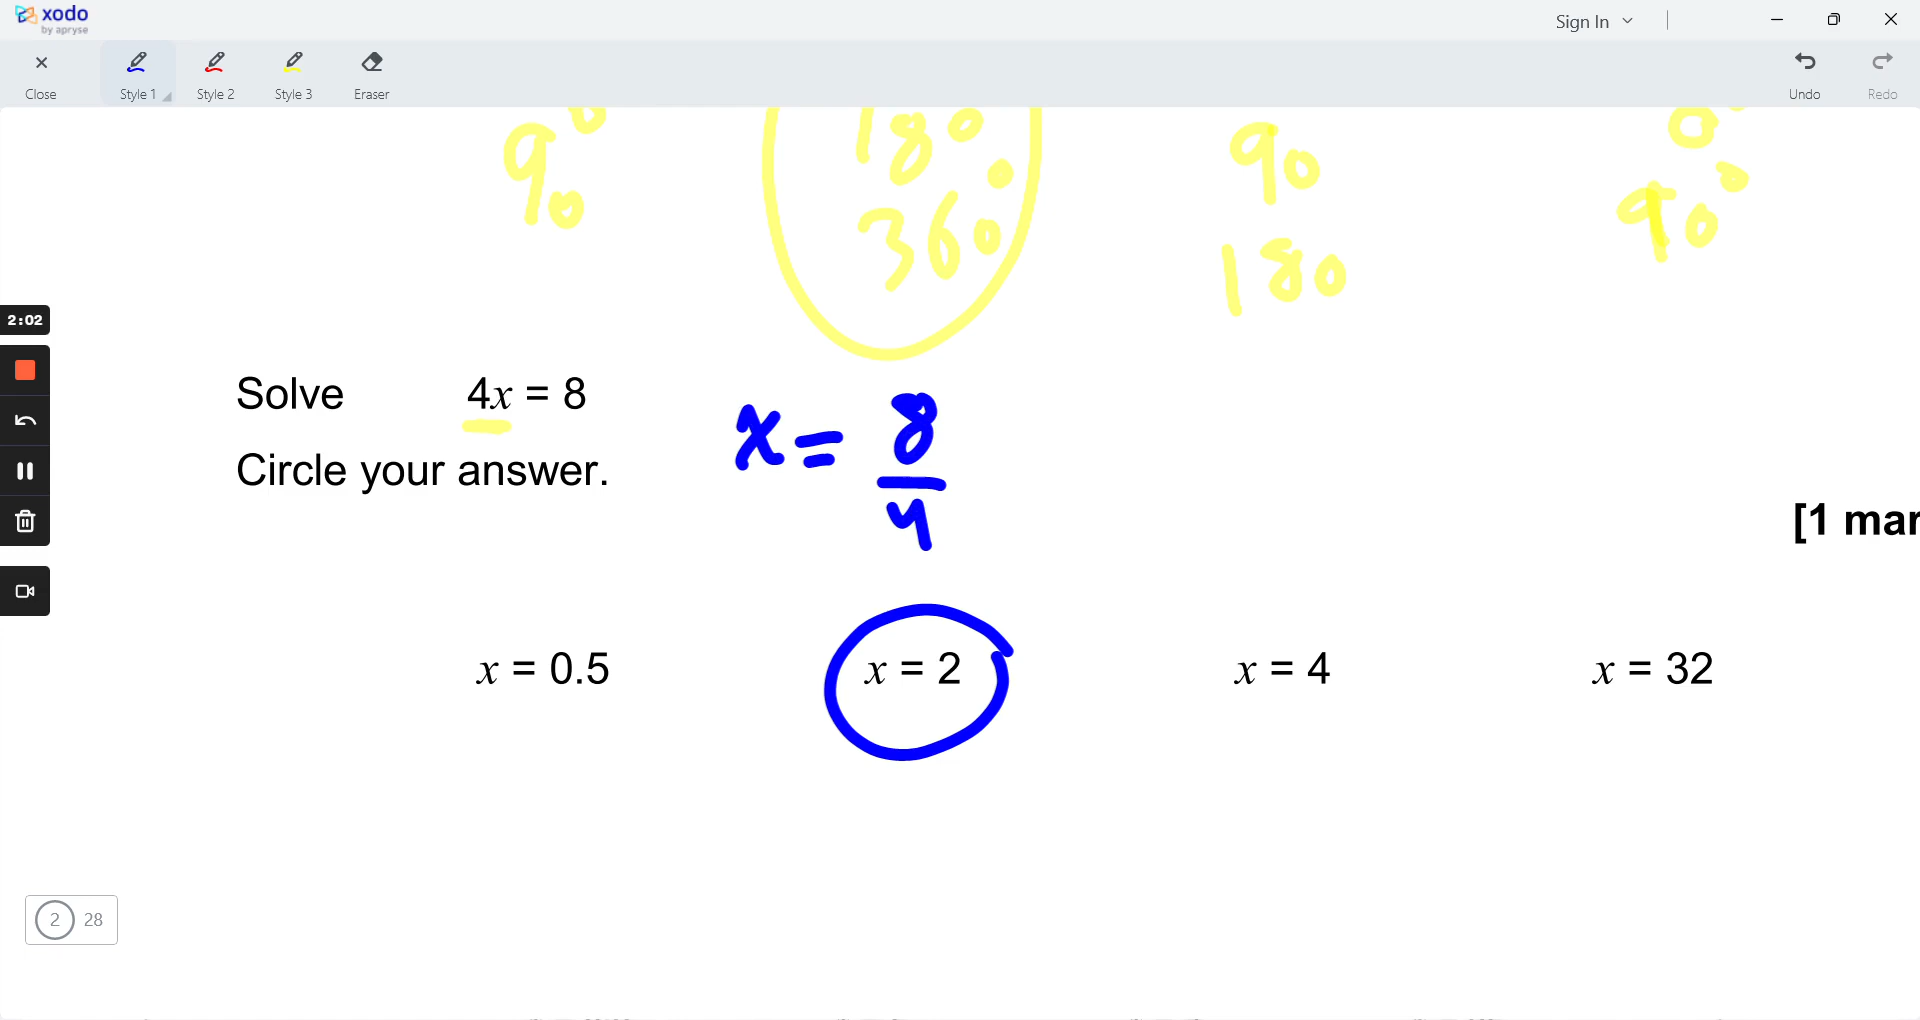 xodo
by apryse
Sign In
Close
Style 1
Style 2
Style 3
Eraser
Undo
Redo
9
90
180
360
90
180
90
2:02
Solve 4x = 8
x = 8/4
Circle your answer.
[1 mar
x = 0.5
x = 2
x = 4
x = 32
2 28